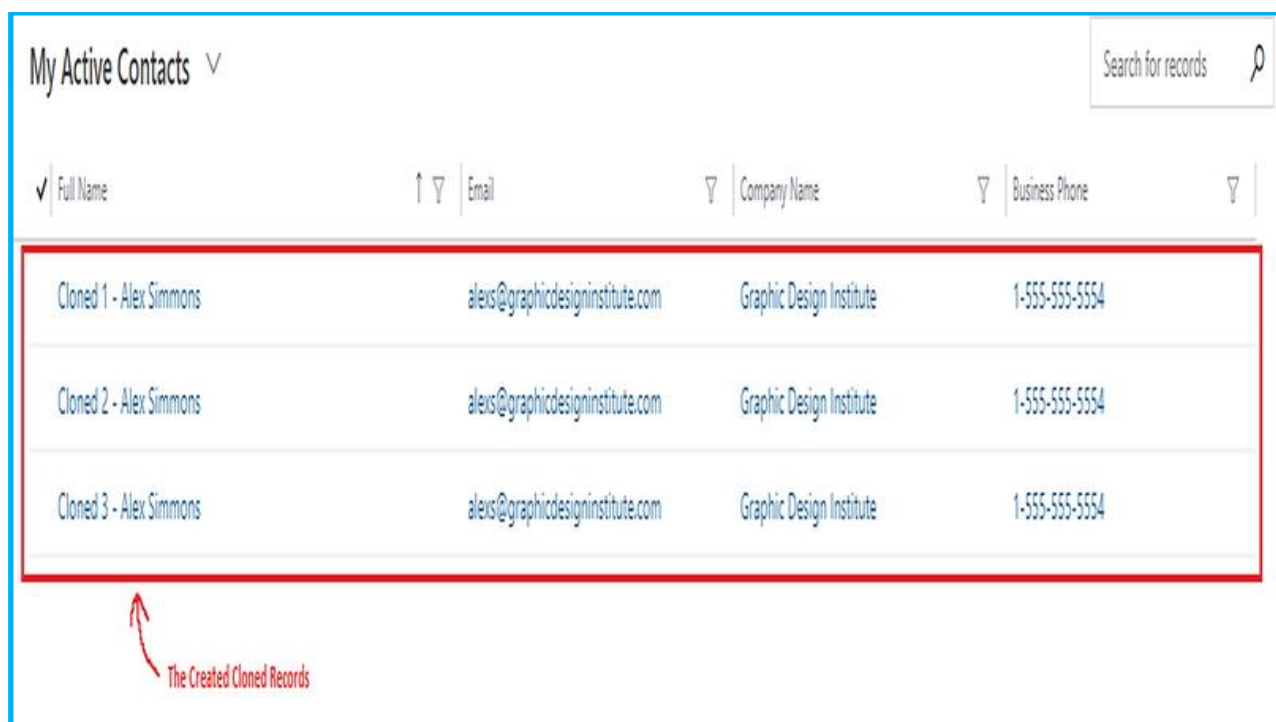 My Active Contacts
Search for records
Full Name Email Company Name Business Phone
Cloned 1 - Alex Simmons alexs@graphicdesigninstitute.com Graphic Design Institute 1-555-555-5554
Cloned 2 - Alex Simmons alexs@graphicdesigninstitute.com Graphic Design Institute 1-555-555-5554
Cloned 3 - Alex Simmons alexs@graphicdesigninstitute.com Graphic Design Institute 1-555-555-5554
The Created Cloned Records